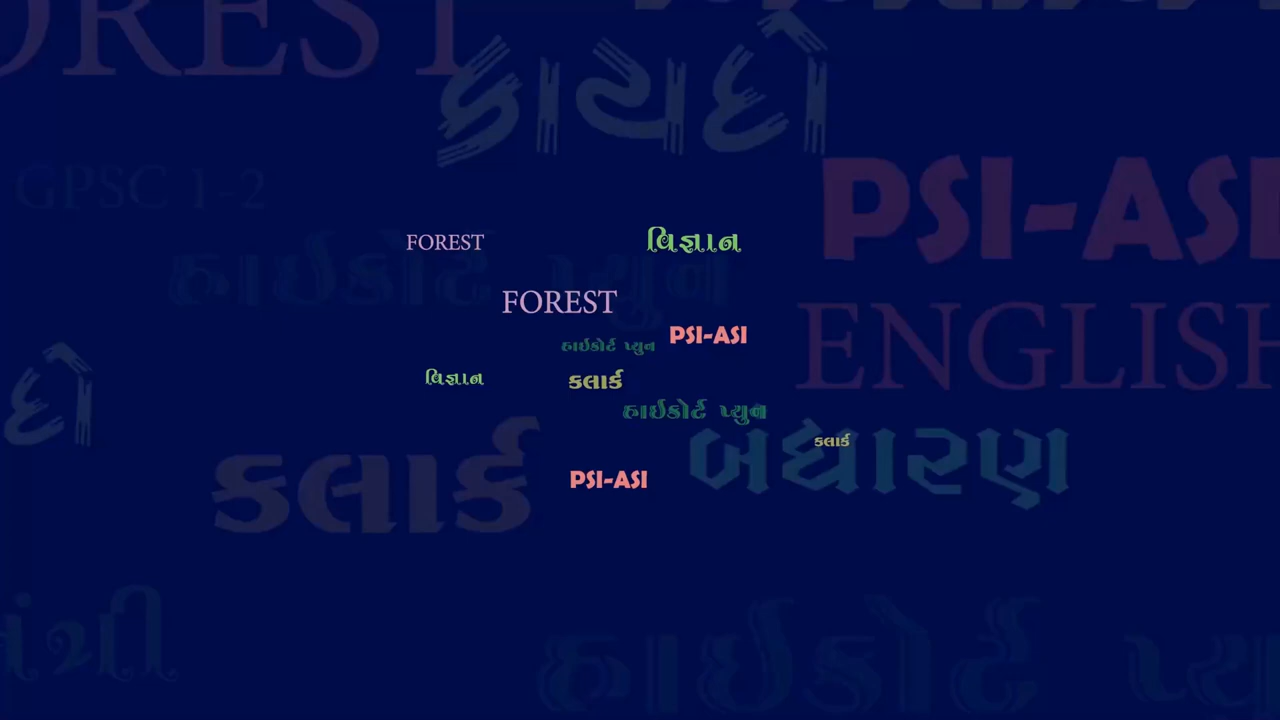 કાયદો
GPSC 1-2
PSI-ASI
FOREST
વિજ્ઞાન
હાઈકોર્ટ પ્યુન
FOREST
ENGLISH
PSI-ASI
હાઈકોર્ટ પ્યુન
વિજ્ઞાન
કલાર્ક
હાઈકોર્ટ પ્યુન
કલાર્ક
બધારણ
કલાર્ક
PSI-ASI
હાઈકોર્ટ